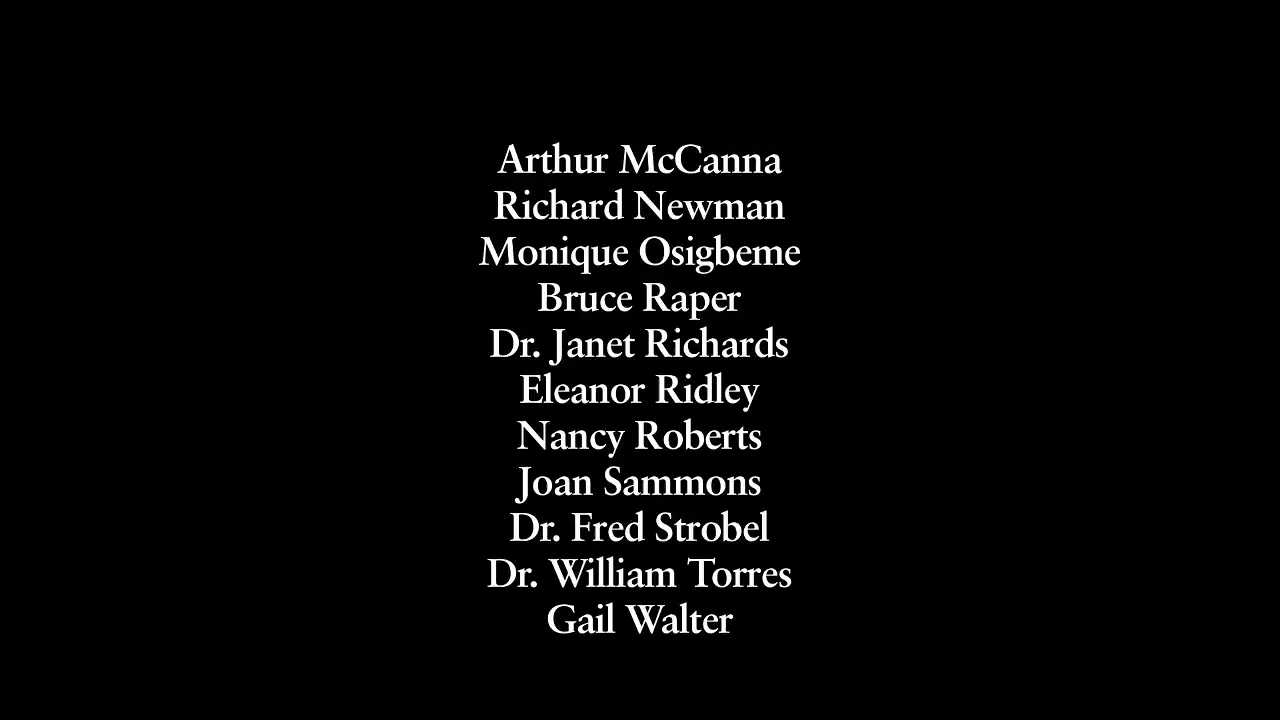 Arthur McCanna
Richard Newman
Monique Osigbeme
Bruce Raper
Dr. Janet Richards
Eleanor Ridley
Nancy Roberts
Joan Sammons
Dr. Fred Strobel
Dr. William Torres
Gail Walter